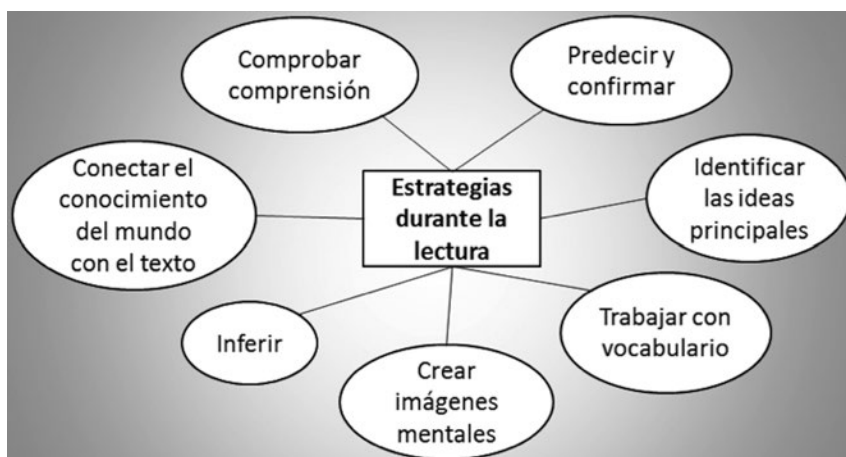 Comprobar
comprensión
Predecir y
confirmar
Conectar el
conocimiento
del mundo
con el texto
Estrategias
durante la
lectura
Identificar
las ideas
principales
Inferir
Crear
imágenes
mentales
Trabajar con
vocabulario